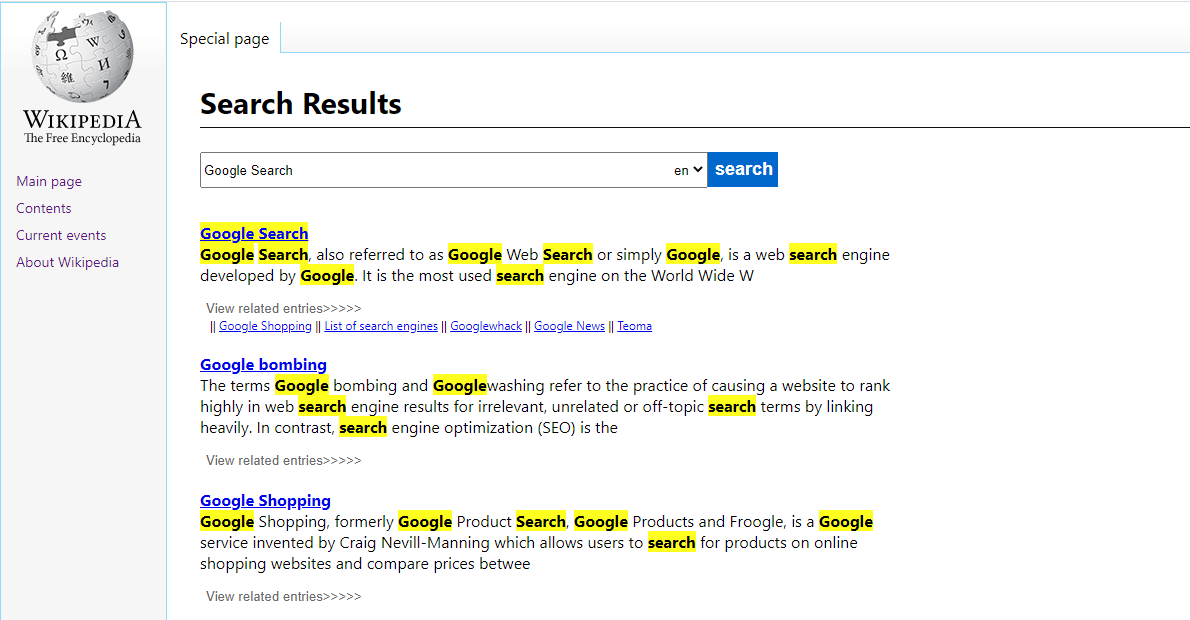 WIKIPEDIA
The Free Encyclopedia
Main page
Contents
Current events
About Wikipedia
Special page
Search Results
Google Search en search
Google Search
Google Search, also referred to as Google Web Search or simply Google, is a web search engine
developed by Google. It is the most used search engine on the World Wide W
View related entries>>>>>
|| Google Shopping || List of search engines || Googlewhack || Google News || Teoma
Google bombing
The terms Google bombing and Googlewashing refer to the practice of causing a website to rank
highly in web search engine results for irrelevant, unrelated or off-topic search terms by linking
heavily. In contrast, search engine optimization (SEO) is the
View related entries>>>>>
Google Shopping
Google Shopping, formerly Google Product Search, Google Products and Froogle, is a Google
service invented by Craig Nevill-Manning which allows users to search for products on online
shopping websites and compare prices betwee
View related entries>>>>>